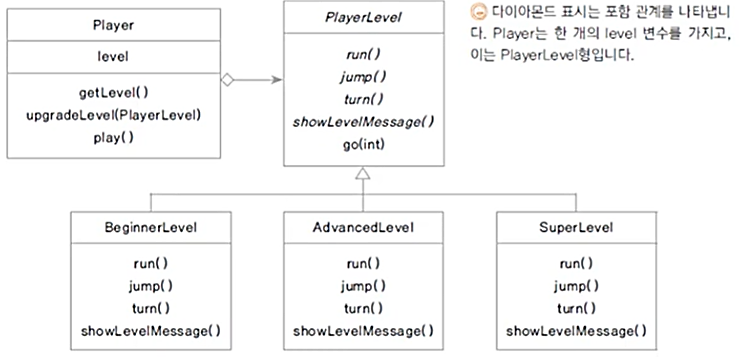 Player
level
getLevel()
upgradeLevel(PlayerLevel)
play()
PlayerLevel
run()
jump()
turn()
showLevelMessage()
go(int)
다이아몬드 표시는 포함 관계를 나타냅니
다. Player는 한 개의 level 변수를 가지고,
이는 PlayerLevel형입니다.
BeginnerLevel
run()
jump()
turn()
showLevelMessage()
AdvancedLevel
run()
jump()
turn()
showLevelMessage()
SuperLevel
run()
jump()
turn()
showLevelMessage()